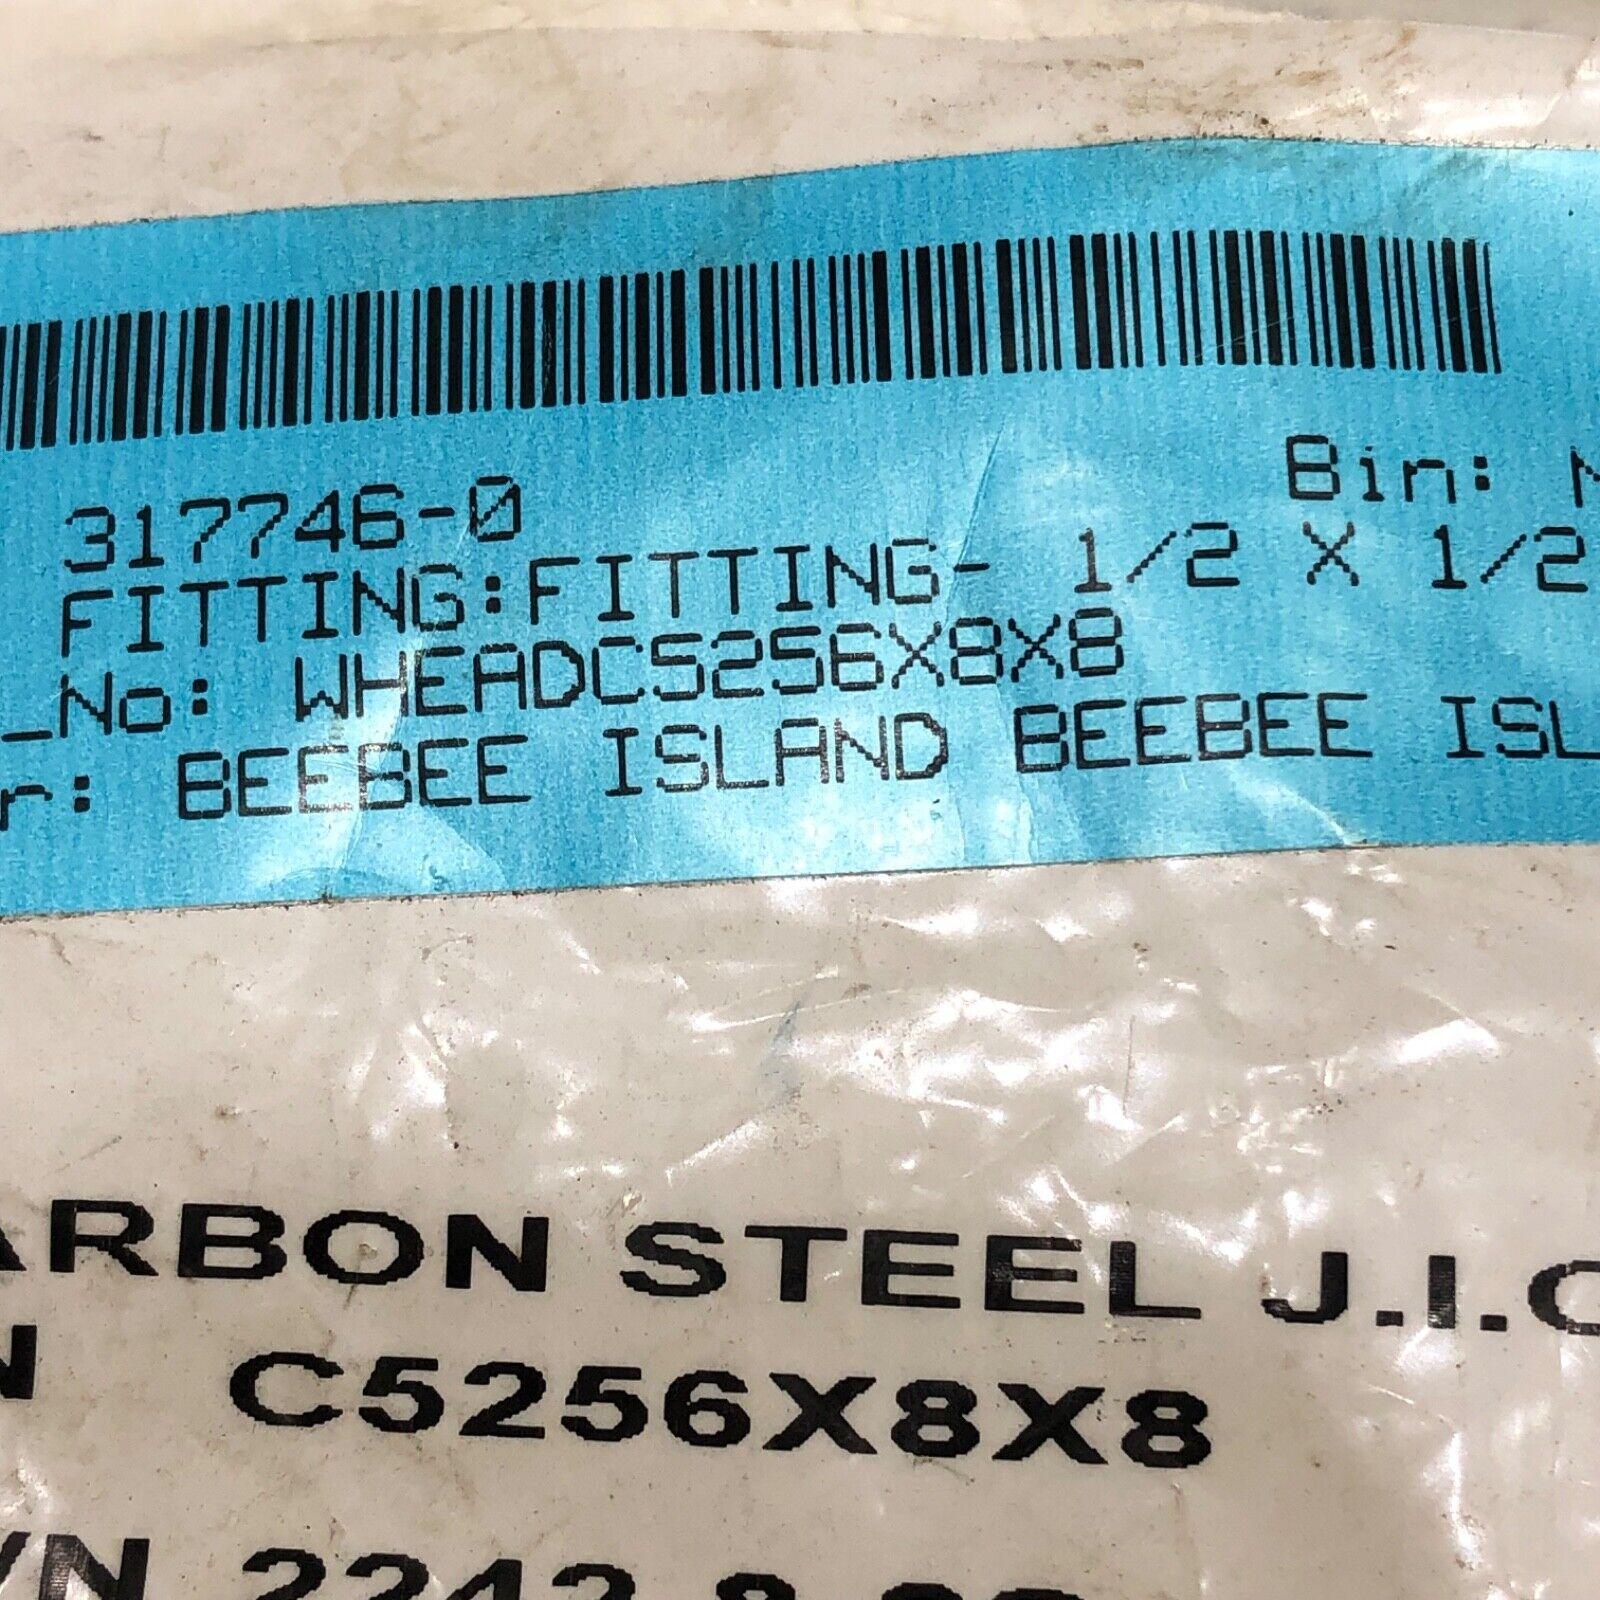 317746-0 Bin:
FITTING:FITTING- 1/2 X 1/2
_No: WHEADC5256X8X8
r: BEEBEE ISLAND BEEBEE ISL
ARBON STEEL J.I.C
N C5256X8X8